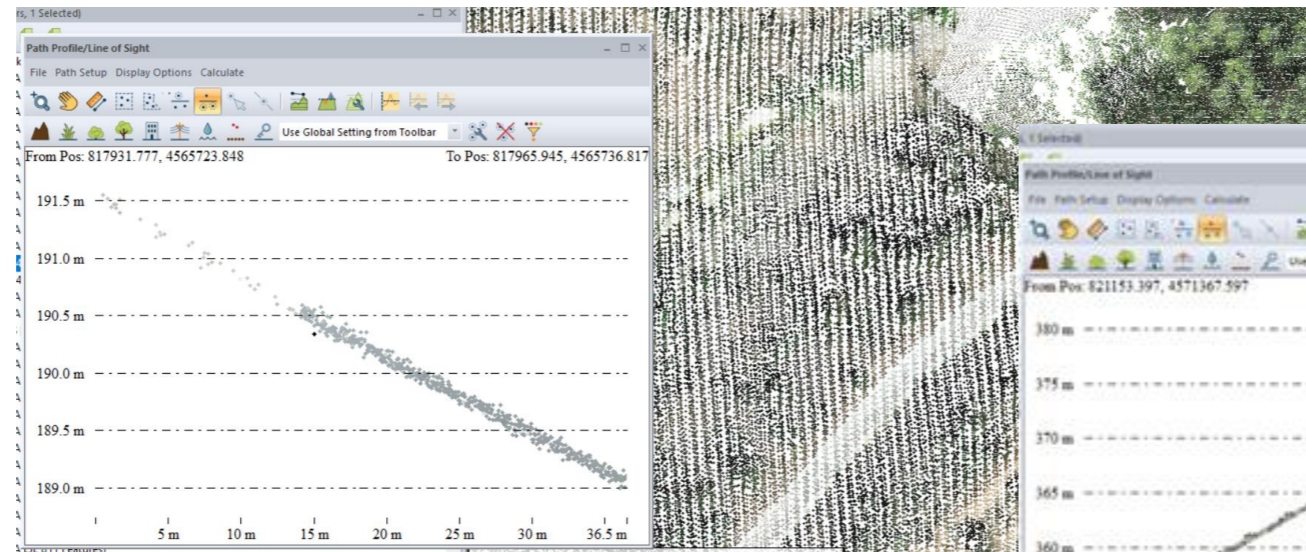 rs, 1 Selected)
Path Profile/Line of Sight
File Path Setup Display Options Calculate
Use Global Setting from Toolbar
From Pos: 817931.777, 4565723.848 To Pos: 817965.945, 4565736.817
191.5 m
191.0 m
190.5 m
190.0 m
189.5 m
189.0 m
5 m 10 m 15 m 20 m 25 m 30 m 36.5 m
, 1 Selected)
Path Profile/Line of Sight
File Path Setup Display Options Calculate
From Pos: 821153.397, 4571367.597
380 m
375 m
370 m
365 m
360 m